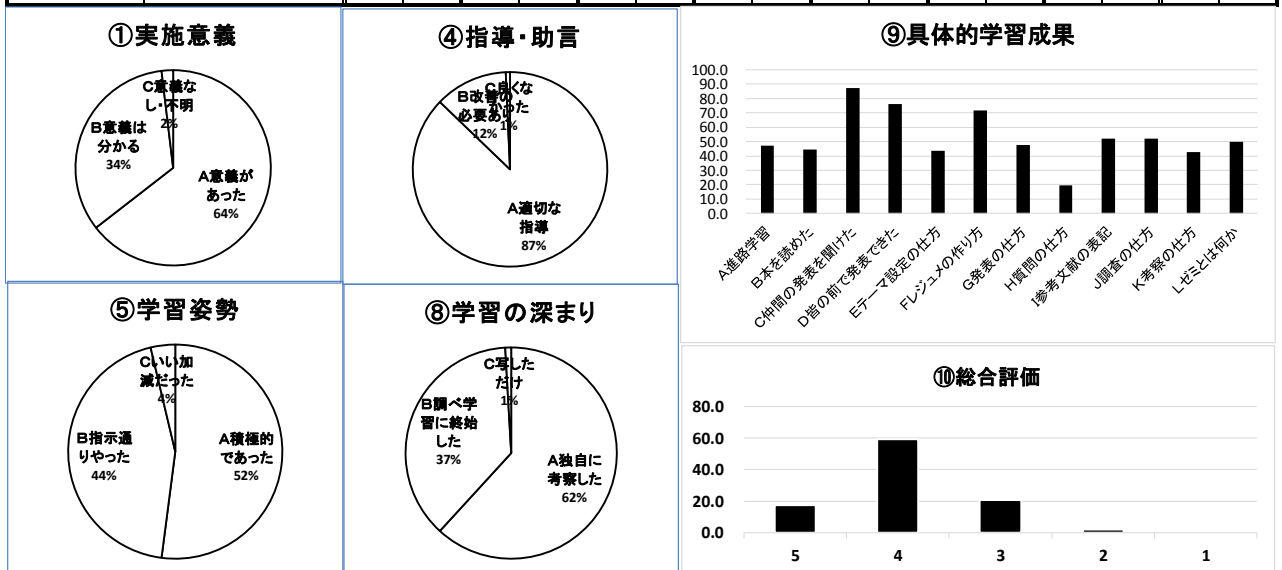 ①実施意義
C意義な
し・不明
2%
B意義は
分かる
34%
A意義が
あった
64%
④指導・助言
C良くな
かった
1%
B改善の
必要あり
12%
A適切な
指導
87%
⑨具体的学習成果
100.0
90.0
80.0
70.0
60.0
50.0
40.0
30.0
20.0
10.0
0.0
A進路学習
B本を読めた
C仲間の発表を聞けた
D皆の前で発表できた
Eテーマ設定の仕方
Fレジュメの作り方
G発表の仕方
H質問の仕方
I参考文献の表記
J調査の仕方
K考察の仕方
Lゼミとは何か
⑤学習姿勢
Cいい加
減だった
4%
B指示通
りやった
44%
A積極的
であった
52%
⑧学習の深まり
C写した
だけ
1%
B調べ学
習に終始
した
37%
A独自に
考察した
62%
⑩総合評価
80.0
60.0
40.0
20.0
0.0
5 4 3 2 1